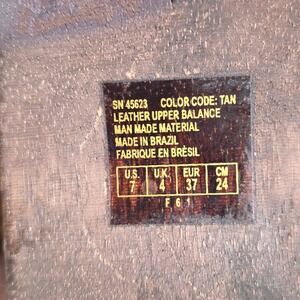 SN 45623 COLOR CODE: TAN
LEATHER UPPER BALANCE
MAN MADE MATERIAL
MADE IN BRAZIL
FABRIQUE EN BRÈSIL
U.S. U.K. EUR CM
7 4 37 24
F 6 1